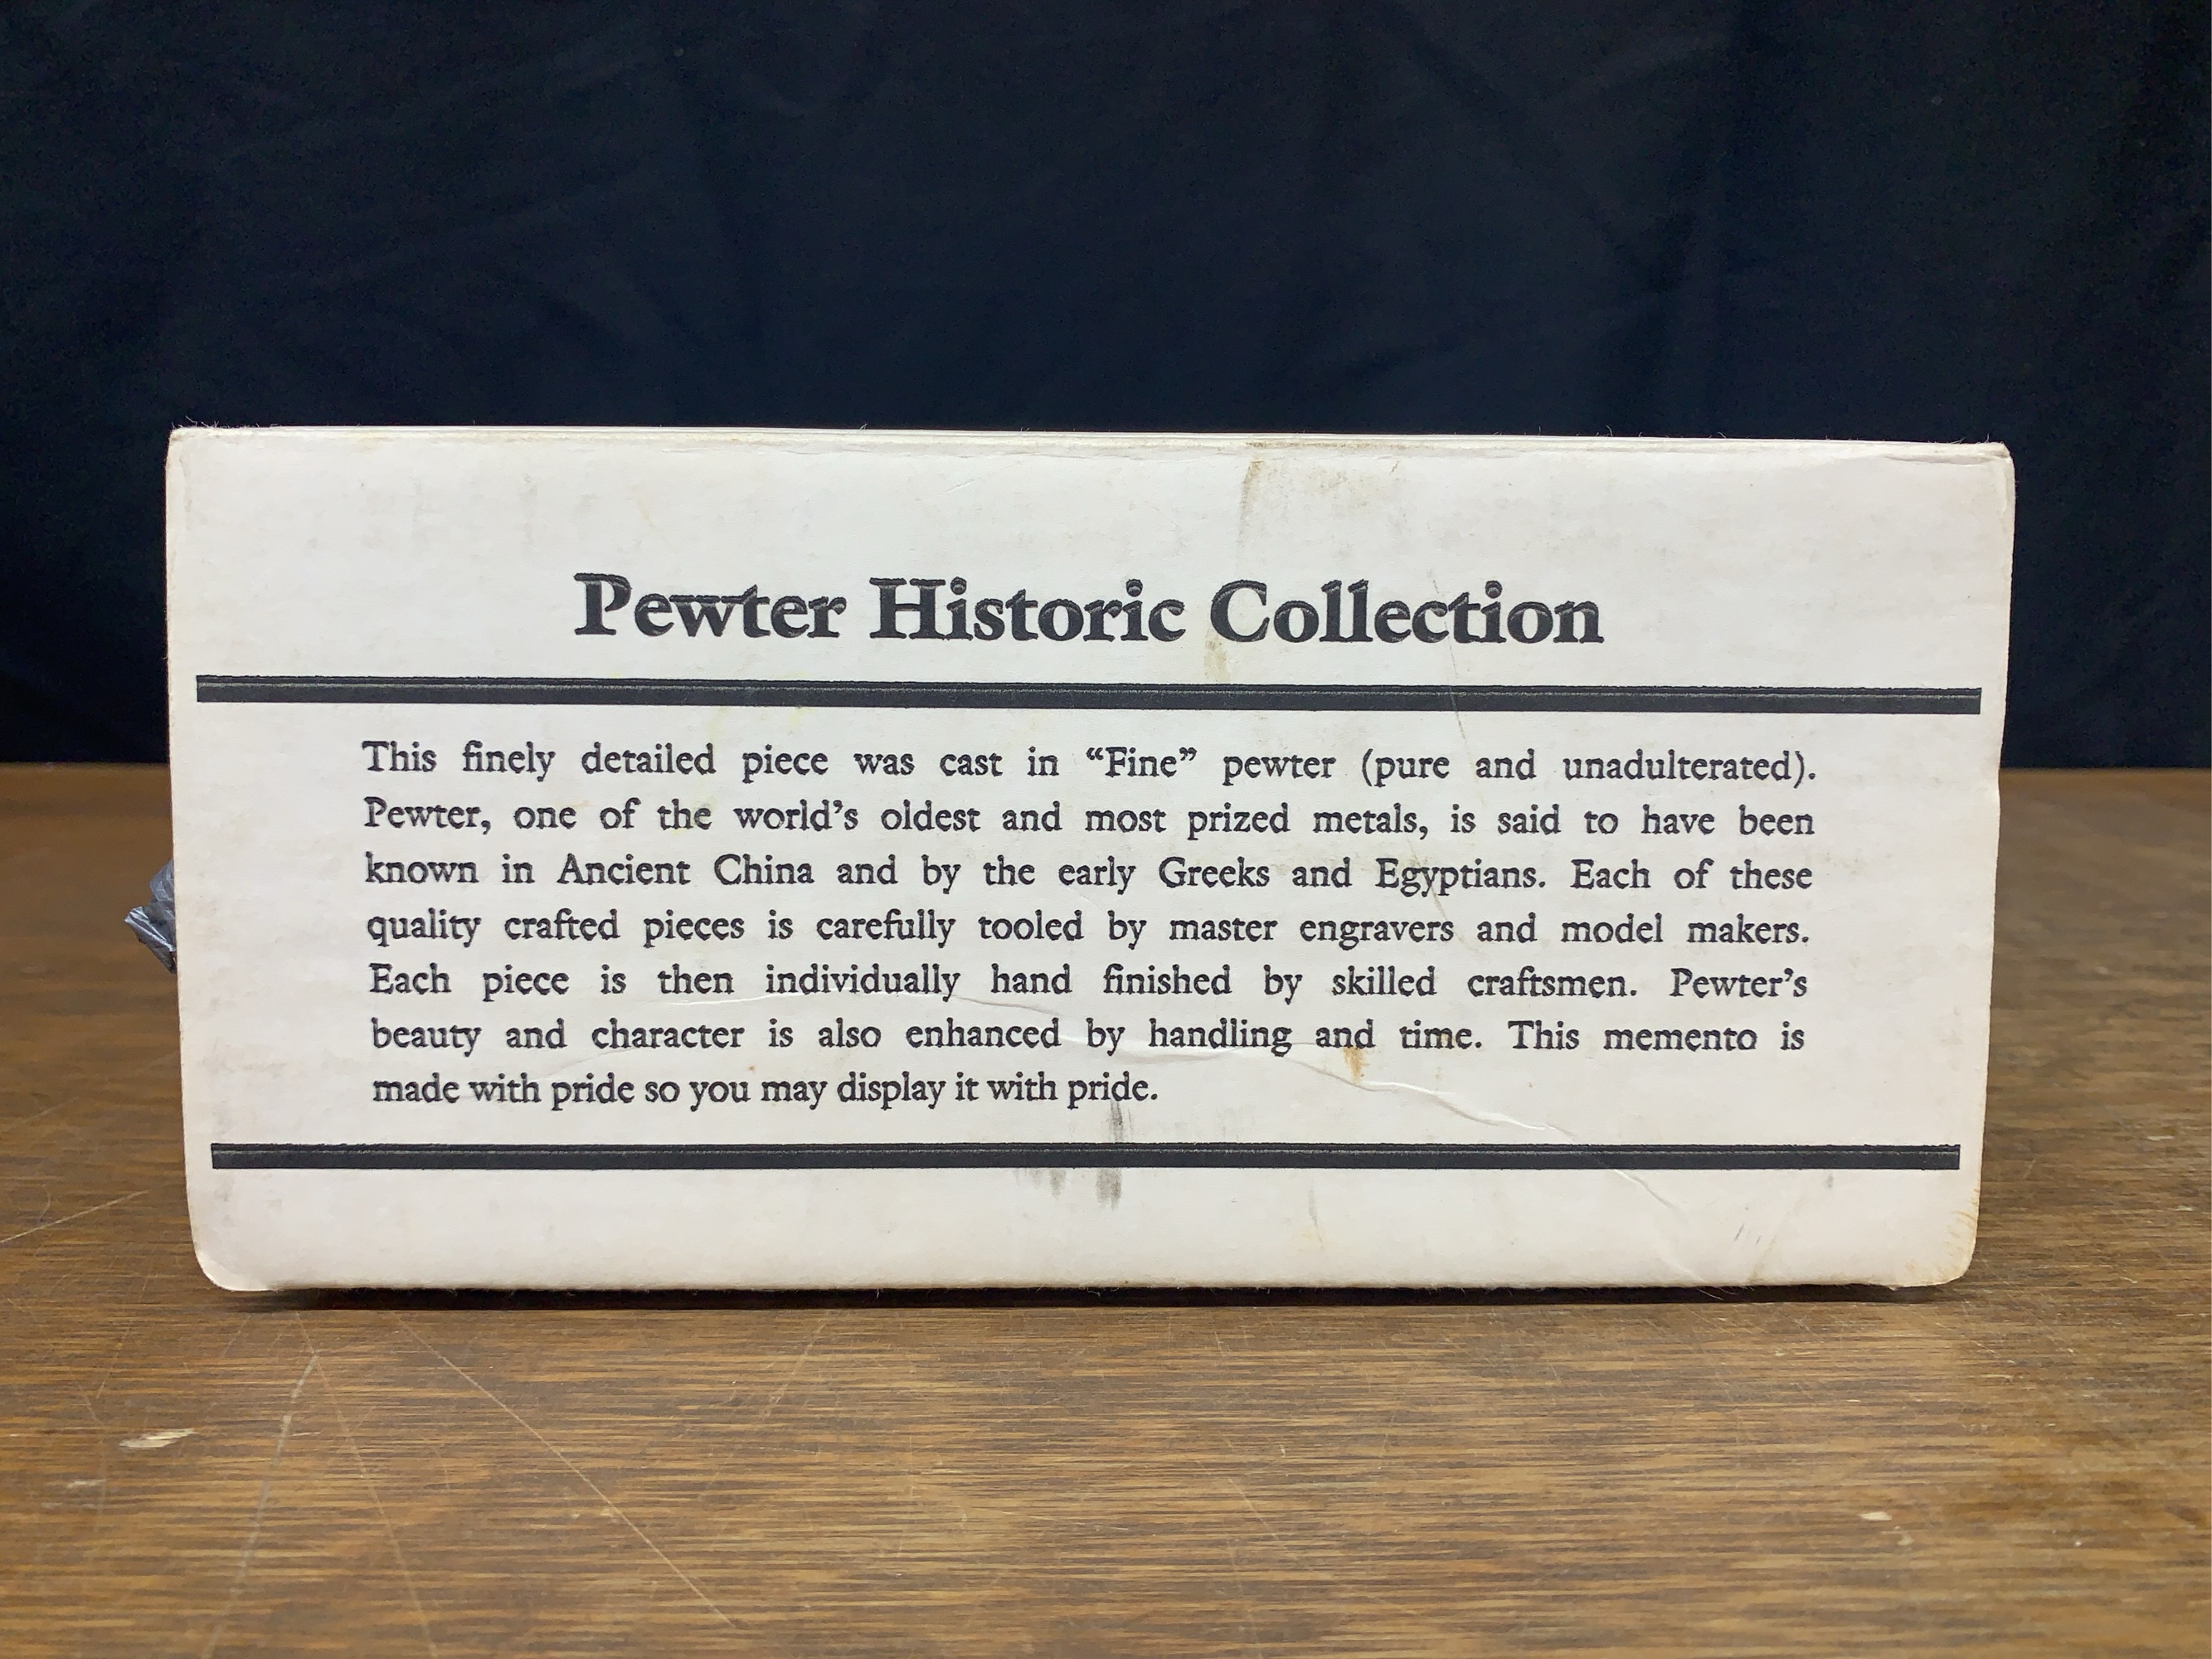 Pewter Historic Collection
This finely detailed piece was cast in “Fine” pewter (pure and unadulterated).
Pewter, one of the world’s oldest and most prized metals, is said to have been
known in Ancient China and by the early Greeks and Egyptians. Each of these
quality crafted pieces is carefully tooled by master engravers and model makers.
Each piece is then individually hand finished by skilled craftsmen. Pewter’s
beauty and character is also enhanced by handling and time. This memento is
made with pride so you may display it with pride.